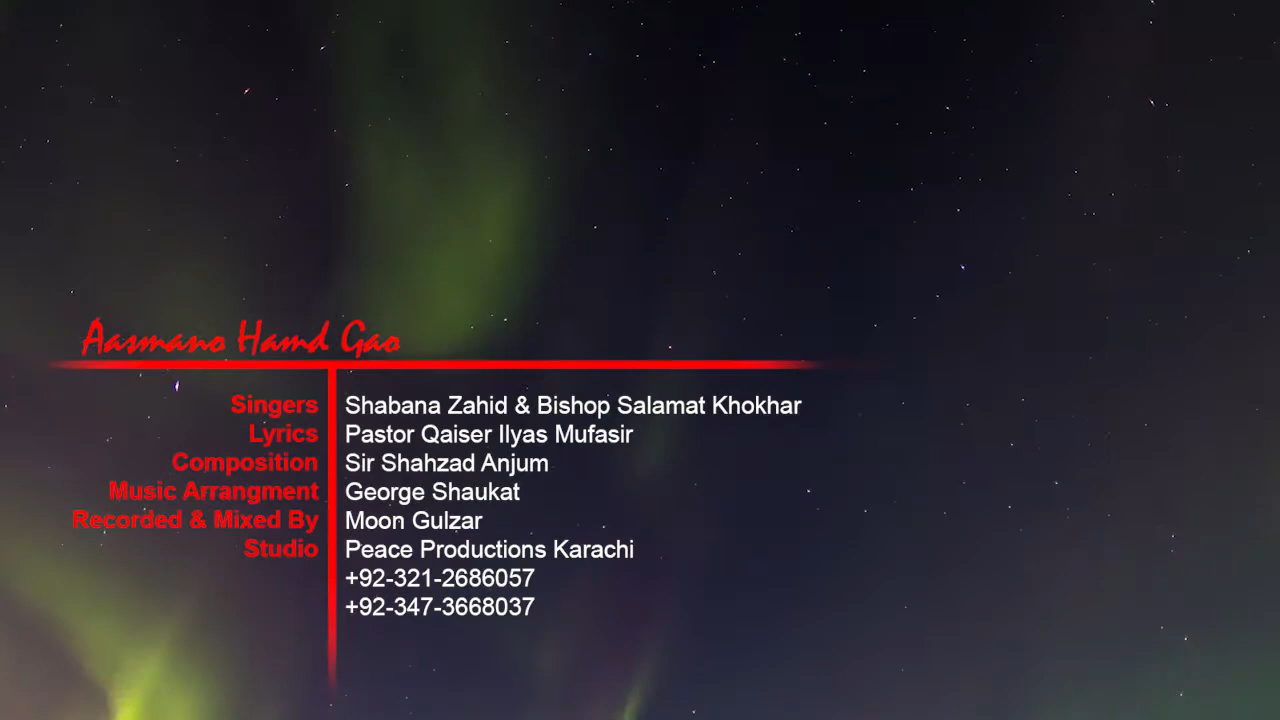 Aasmano Hamd Gao
Singers Shabana Zahid & Bishop Salamat Khokhar
Lyrics Pastor Qaiser Ilyas Mufasir
Composition Sir Shahzad Anjum
Music Arrangment George Shaukat
Recorded & Mixed By Moon Gulzar
Studio Peace Productions Karachi
+92-321-2686057
+92-347-3668037